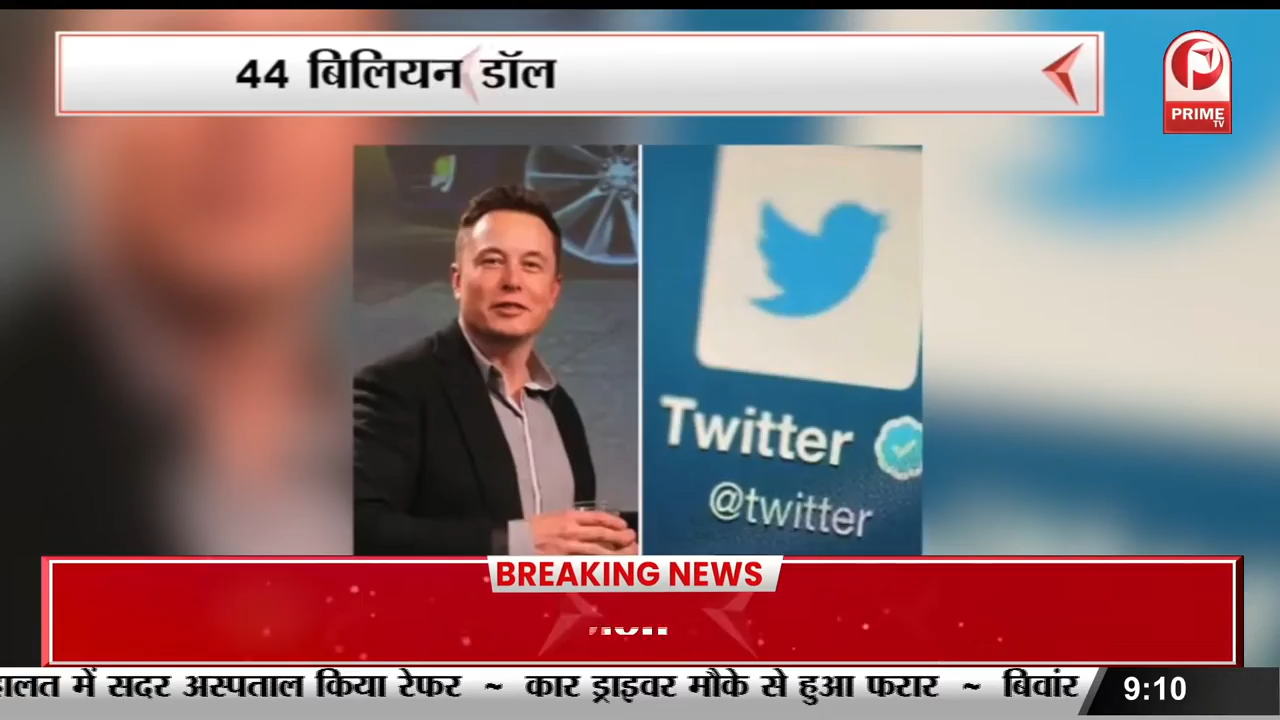 44 बिलियन डॉल
PRIME
TV
Twitter
@twitter
BREAKING NEWS
हालत में सदर अस्पताल किया रेफर ~ कार ड्राइवर मौके से हुआ फरार ~ बिवांर
9:10